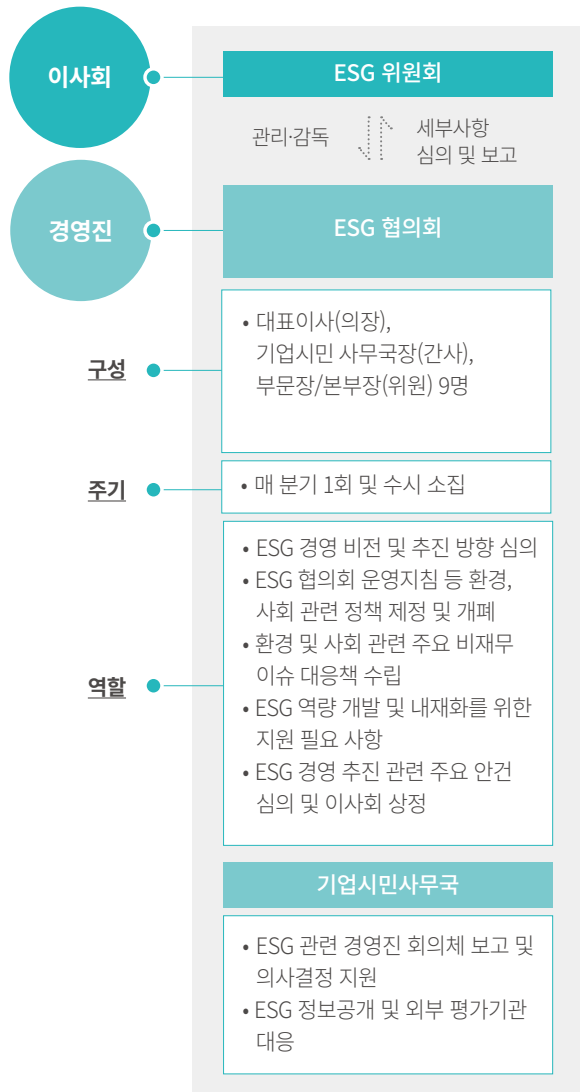 이사회
ESG 위원회
관리·감독
세부사항
심의 및 보고
경영진
ESG 협의회
구성
• 대표이사(의장),
기업시민 사무국장(간사),
부문장/본부장(위원) 9명
주기
• 매 분기 1회 및 수시 소집
역할
• ESG 경영 비전 및 추진 방향 심의
• ESG 협의회 운영지침 등 환경,
사회 관련 정책 제정 및 개폐
• 환경 및 사회 관련 주요 비재무
이슈 대응책 수립
• ESG 역량 개발 및 내재화를 위한
지원 필요 사항
• ESG 경영 추진 관련 주요 안건
심의 및 이사회 상정
기업시민사무국
• ESG 관련 경영진 회의체 보고 및
의사결정 지원
• ESG 정보공개 및 외부 평가기관
대응